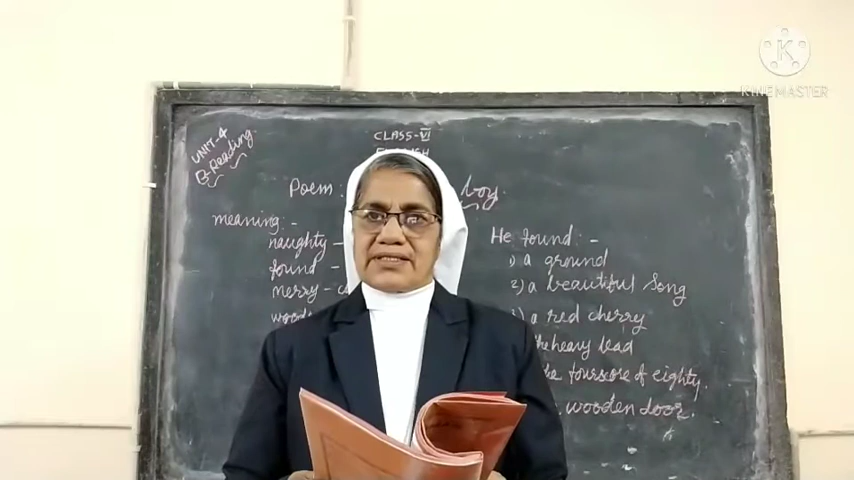 UNIT-4
B-Reading
CLASS-VI
ENGLISH
Poem : boy
meaning :-
naughty -
found -
merry -
He found :-
1) a ground
2) a beautiful Song
a red cherry
heavy lead
fourscore of eighty
wooden door.
KINEMASTER